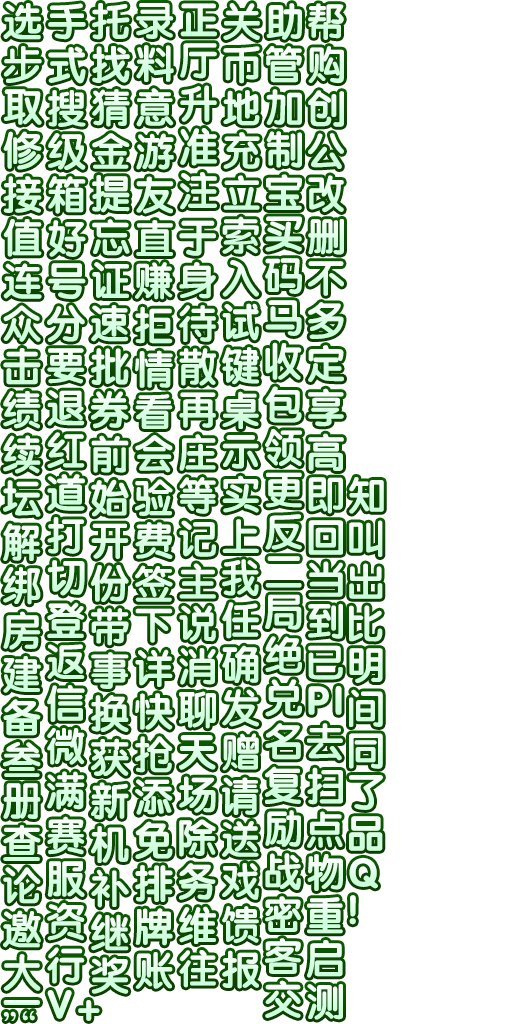 选手托录正关助帮
步式找料厅币管购
取搜猜意升地加创
修级金游准充制公
接箱提友注立宝改
值好忘直于索买删
连号证赚身入码不
众分速拒待试马多
击要批情散键收定
绩退券看再桌包享
续红前会庄示领高
坛道始验等实更即知
解打开费记上反回叫
绑切份签主我二当出
房登带下说任局到比
建返事详消确绝已明
备信换快聊发兑PI间
叁微获抢天赠名去同
册满新添场请复扫了
查赛机免除送励点品
论服补排务戏战物Q
邀资继牌维馈密重!
大行奖账往报客启
一V+交测
”“